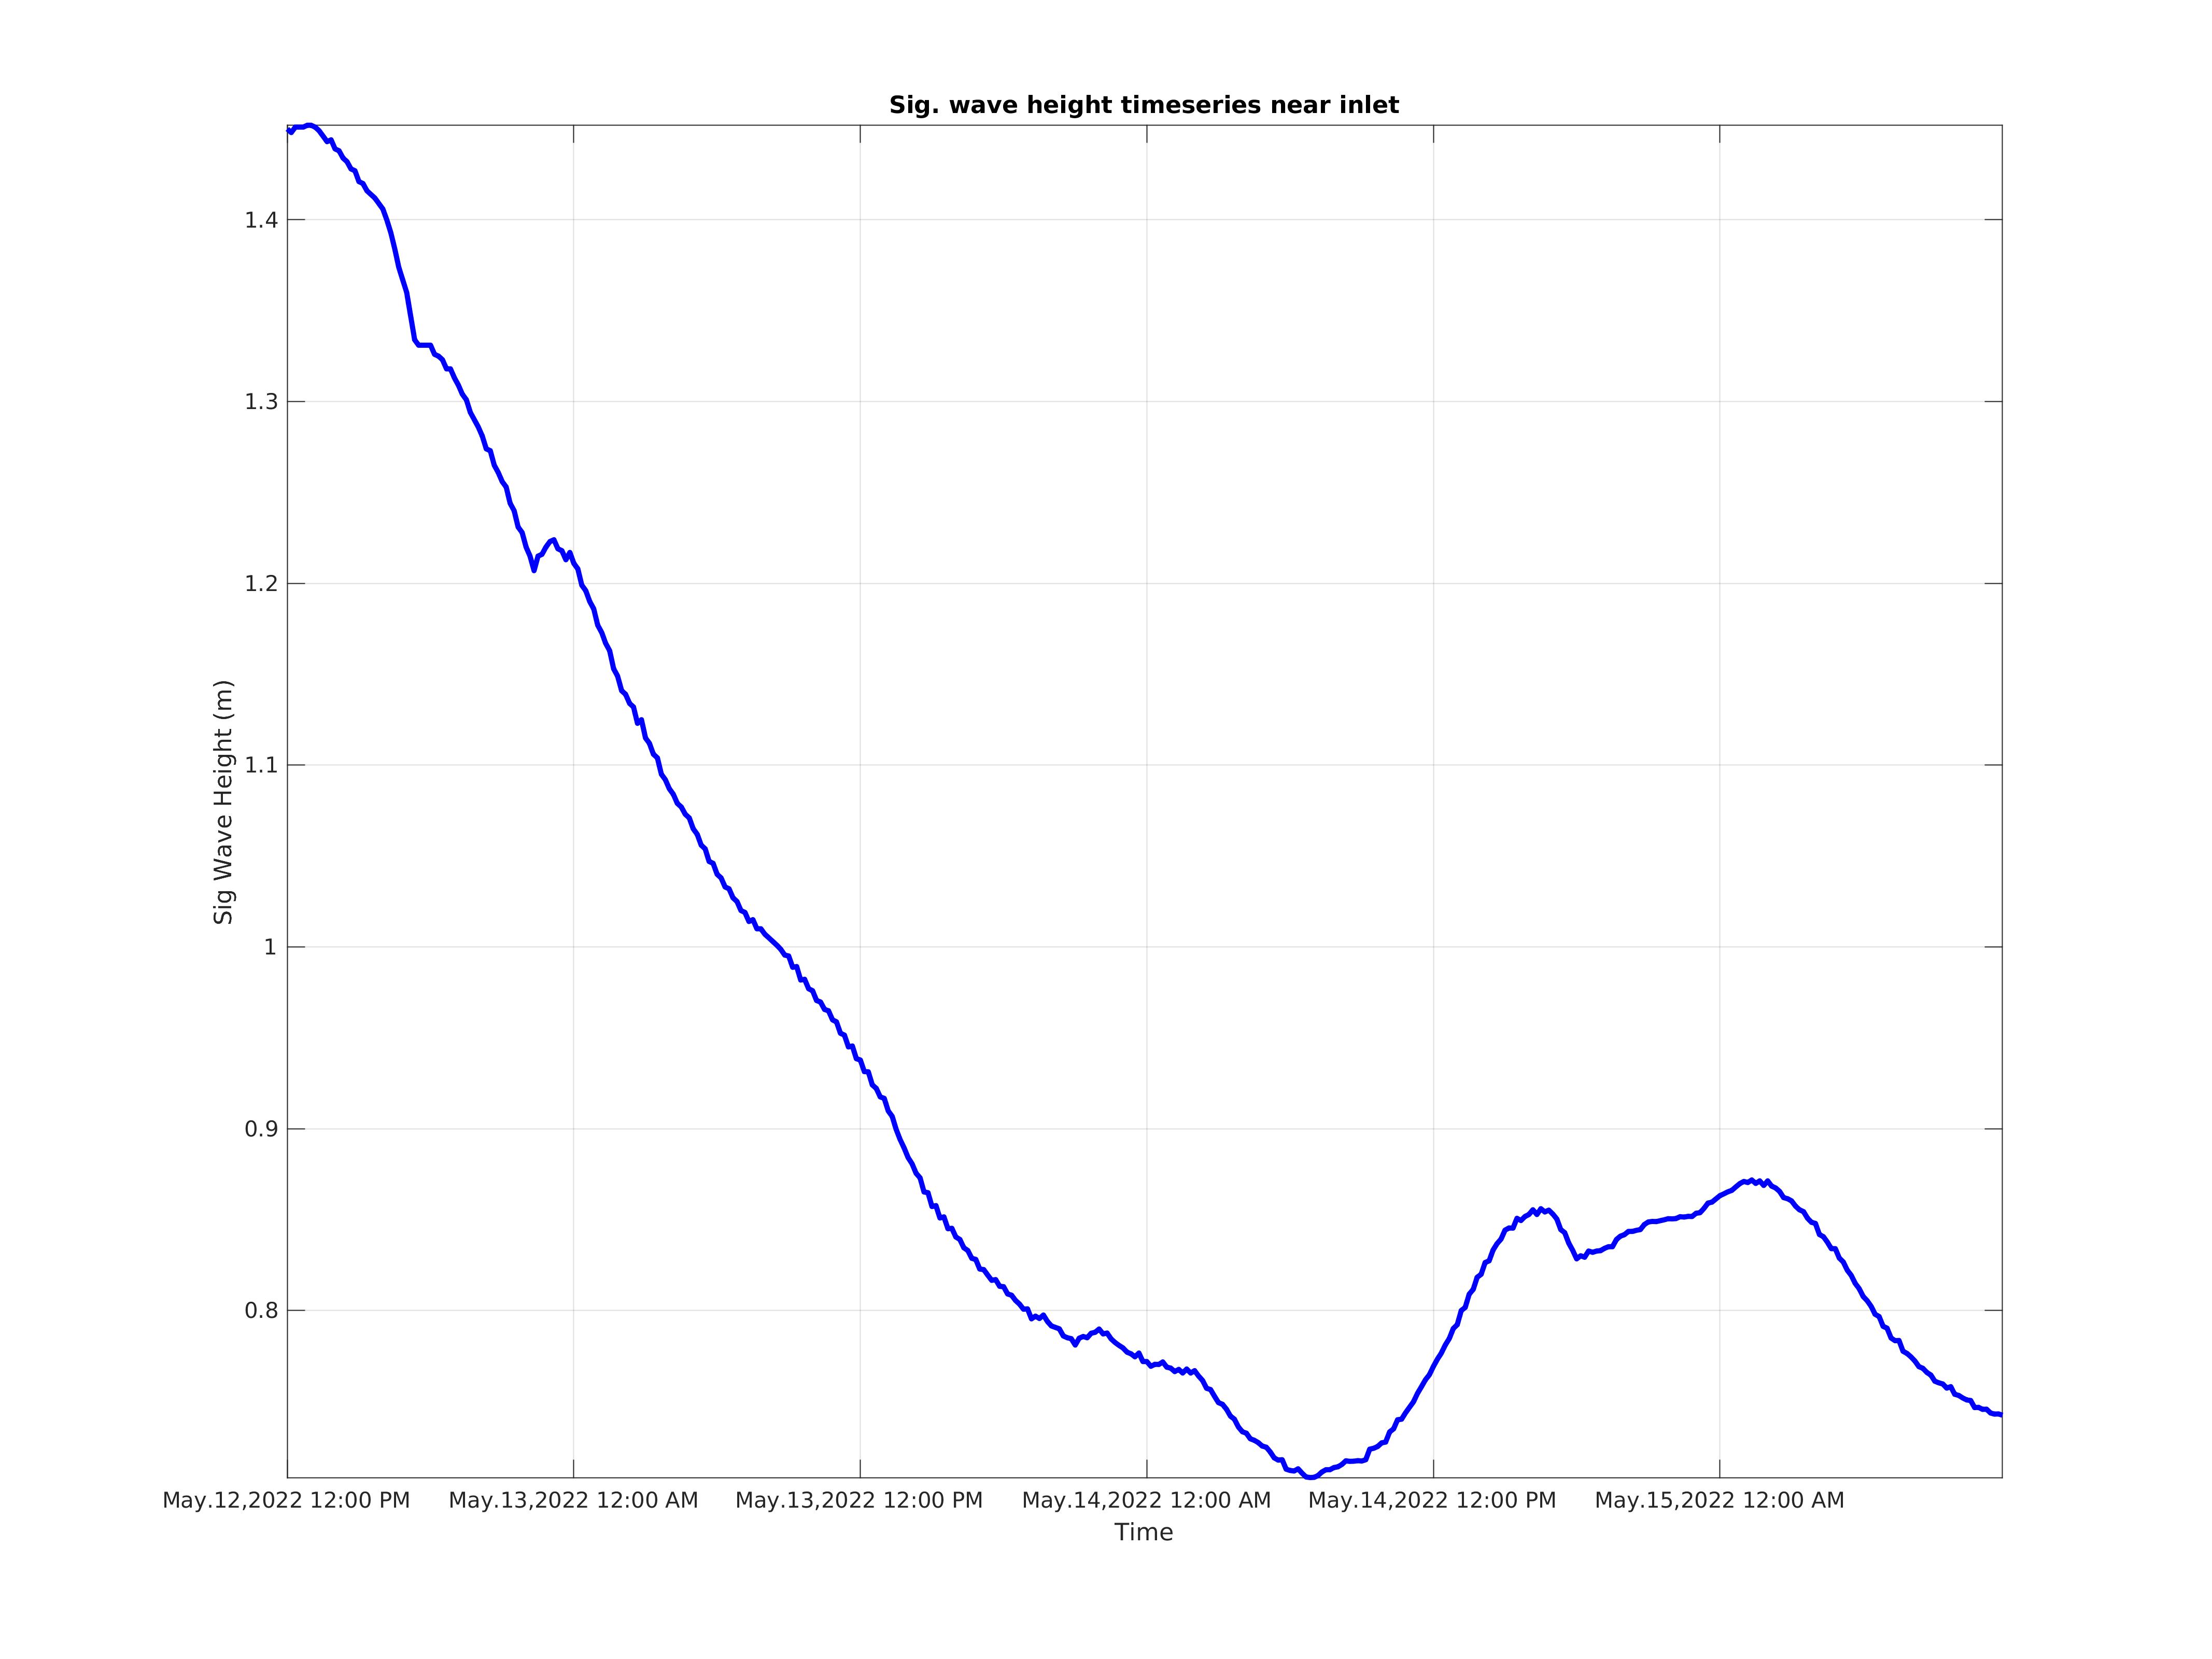 Sig. wave height timeseries near inlet
1.4
1.3
1.2
1.1
1
0.9
0.8
Sig Wave Height (m)
May.12,2022 12:00 PM May.13,2022 12:00 AM May.13,2022 12:00 PM May.14,2022 12:00 AM May.14,2022 12:00 PM May.15,2022 12:00 AM
Time